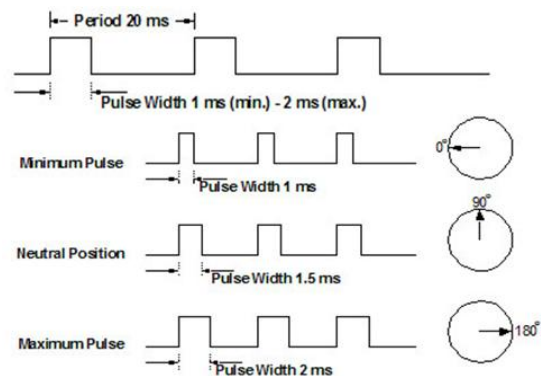 Period 20 ms
Pulse Width 1 ms (min.) - 2 ms (max.)
Minimum Pulse
Pulse Width 1 ms
0°
Neutral Position
Pulse Width 1.5 ms
90°
Maximum Pulse
Pulse Width 2 ms
180°